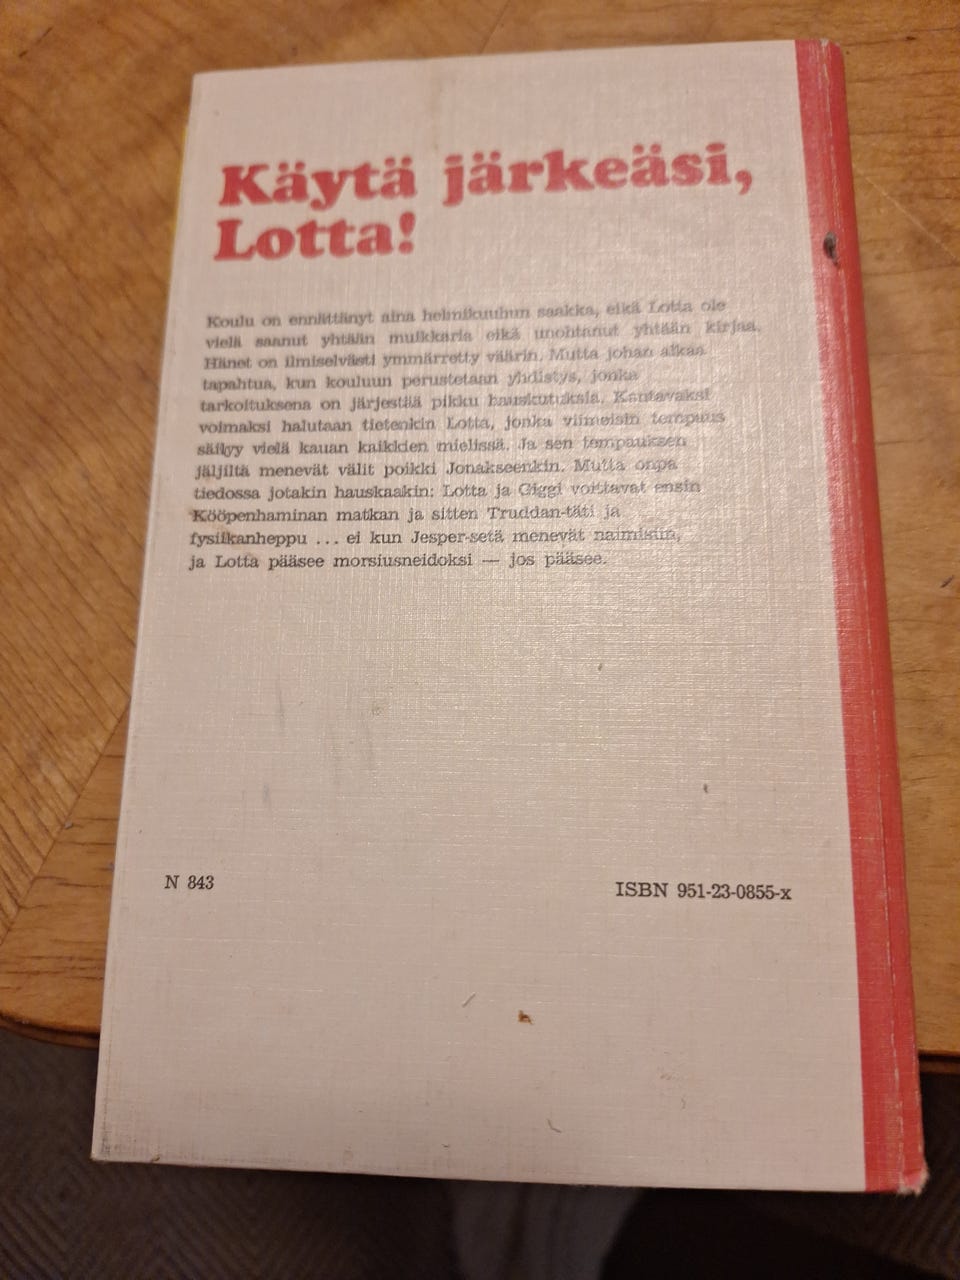 Käytä järkeäsi,
Lotta!
Koulu on ennättänyt aina helmikuuhun saakka, eikä Lotta ole
vielä saanut yhtään muikkaria eikä unohtanut yhtään kirjaa.
Hänet on ilmiselvästi ymmärretty väärin. Mutta johan alkaa
tapahtua, kun kouluun perustetaan yhdistys, jonka
tarkoituksena on järjestää pikku hauskutuksia. Kantavaksi
voimaksi halutaan tietenkin Lotta, jonka viimeisin tempaus
säilyy vielä kauan kaikkien mielissä. Ja sen tempauksen
jäljiltä menevät välit poikki Jonakseenkin. Mutta onpa
tiedossa jotakin hauskaakin: Lotta ja Giggi voittavat ensin
Kööpenhaminan matkan ja sitten Truddan-täti ja
fysiikanheppu ... ei kun Jesper-setä menevät naimisiin,
ja Lotta pääsee morsiusneidoksi — jos pääsee.
N 843
ISBN 951-23-0855-x